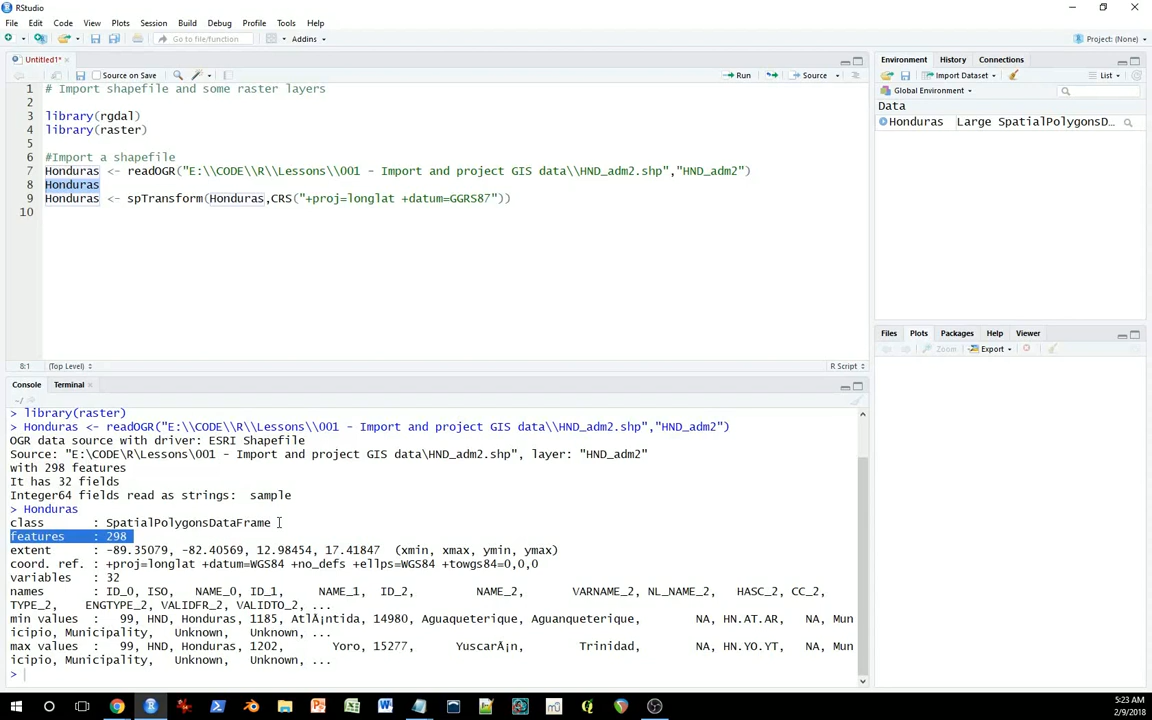 RStudio
File Edit Code View Plots Session Build Debug Profile Tools Help
Go to file/function Addins Project: (None)
Untitled1*
Source on Save Run Source
1 # Import shapefile and some raster layers
2
3 library(rgdal)
4 library(raster)
5
6 #Import a shapefile
7 Honduras <- readOGR("E:\\CODE\\R\\Lessons\\001 - Import and project GIS data\\HND_adm2.shp","HND_adm2")
8 Honduras
9 Honduras <- spTransform(Honduras,CRS("+proj=longlat +datum=GGRS87"))
10
8:1 (Top Level) R Script
Console Terminal
~/
> library(raster)
> Honduras <- readOGR("E:\\CODE\\R\\Lessons\\001 - Import and project GIS data\\HND_adm2.shp","HND_adm2")
OGR data source with driver: ESRI Shapefile
Source: "E:\CODE\R\Lessons\001 - Import and project GIS data\HND_adm2.shp", layer: "HND_adm2"
with 298 features
It has 32 fields
Integer64 fields read as strings:  sample
> Honduras
class : SpatialPolygonsDataFrame
features : 298
extent : -89.35079, -82.40569, 12.98454, 17.41847 (xmin, xmax, ymin, ymax)
coord. ref. : +proj=longlat +datum=WGS84 +no_defs +ellps=WGS84 +towgs84=0,0,0
variables : 32
names : ID_0, ISO, NAME_0, ID_1, NAME_1, ID_2, NAME_2, VARNAME_2, NL_NAME_2, HASC_2, CC_2,
TYPE_2, ENGTYPE_2, VALIDFR_2, VALIDTO_2, ...
min values : 99, HND, Honduras, 1185, AtlÃ¡ntida, 14980, Aguaqueterique, Aguanqueterique, NA, HN.AT.AR, NA, Mun
icipio, Municipality, Unknown, Unknown, ...
max values : 99, HND, Honduras, 1202, Yoro, 15277, YuscarÃ¡n, Trinidad, NA, HN.YO.YT, NA, Mun
icipio, Municipality, Unknown, Unknown, ...
>
Environment History Connections
Import Dataset List
Global Environment
Data
Honduras Large SpatialPolygonsD…
Files Plots Packages Help Viewer
Zoom Export
5:23 AM
2/9/2018